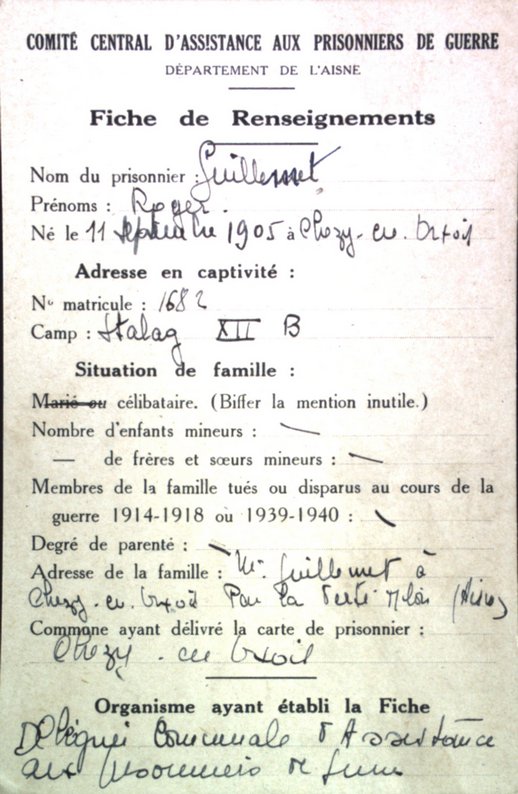 COMITÉ CENTRAL D'ASSISTANCE AUX PRISONNIERS DE GUERRE
DÉPARTEMENT DE L'AISNE
Fiche de Renseignements
Nom du prisonnier : Guillemet
Prénoms : Roger
Né le 11 septembre 1905 à Chezy-en-Orxois
Adresse en captivité :
No matricule : 1682
Camp : Stalag XII B
Situation de famille :
Marié ou célibataire. (Biffer la mention inutile.)
Nombre d'enfants mineurs : —
— de frères et sœurs mineurs : —
Membres de la famille tués ou disparus au cours de la
guerre 1914-1918 ou 1939-1940 : —
Degré de parenté : —
Adresse de la famille : Mr Guillemet à
Chezy-en-Orxois Par La Ferté Milon (Aisne)
Commune ayant délivré la carte de prisonnier :
Chezy-en-Orxois
Organisme ayant établi la Fiche
Délégué Communale d'Assistance
aux prisonniers de guerre